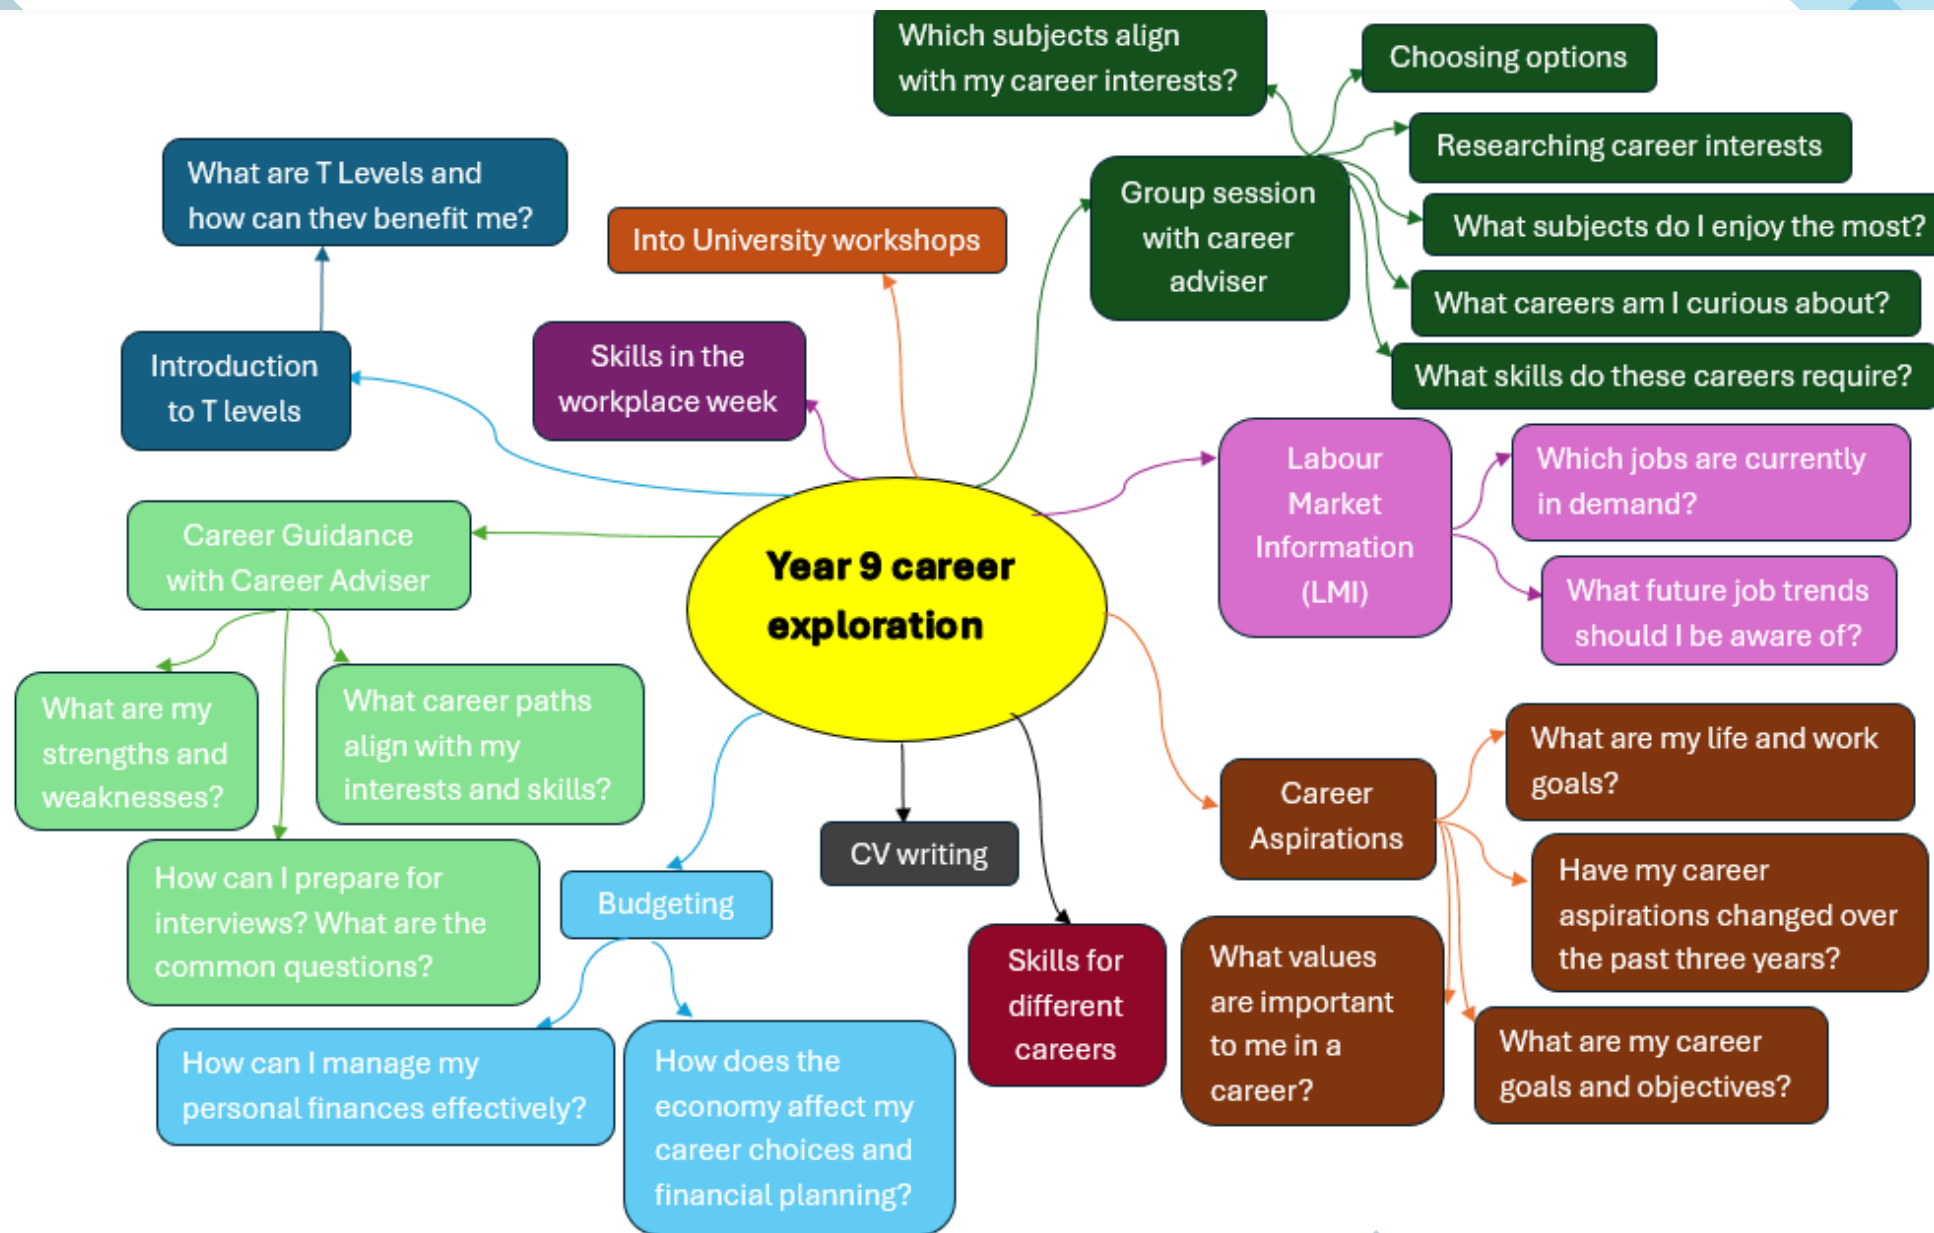 Which subjects align
with my career interests?
Choosing options
Researching career interests
What subjects do I enjoy the most?
What careers am I curious about?
What skills do these careers require?
Group session
with career
adviser
What are T Levels and
how can they benefit me?
Into University workshops
Introduction
to T levels
Skills in the
workplace week
Labour
Market
Information
(LMI)
Which jobs are currently
in demand?
What future job trends
should I be aware of?
Career Guidance
with Career Adviser
Year 9 career
exploration
What are my
strengths and
weaknesses?
What career paths
align with my
interests and skills?
How can I prepare for
interviews? What are the
common questions?
Budgeting
How can I manage my
personal finances effectively?
How does the
economy affect my
career choices and
financial planning?
CV writing
Skills for
different
careers
Career
Aspirations
What are my life and work
goals?
Have my career
aspirations changed over
the past three years?
What values
are important
to me in a
career?
What are my career
goals and objectives?